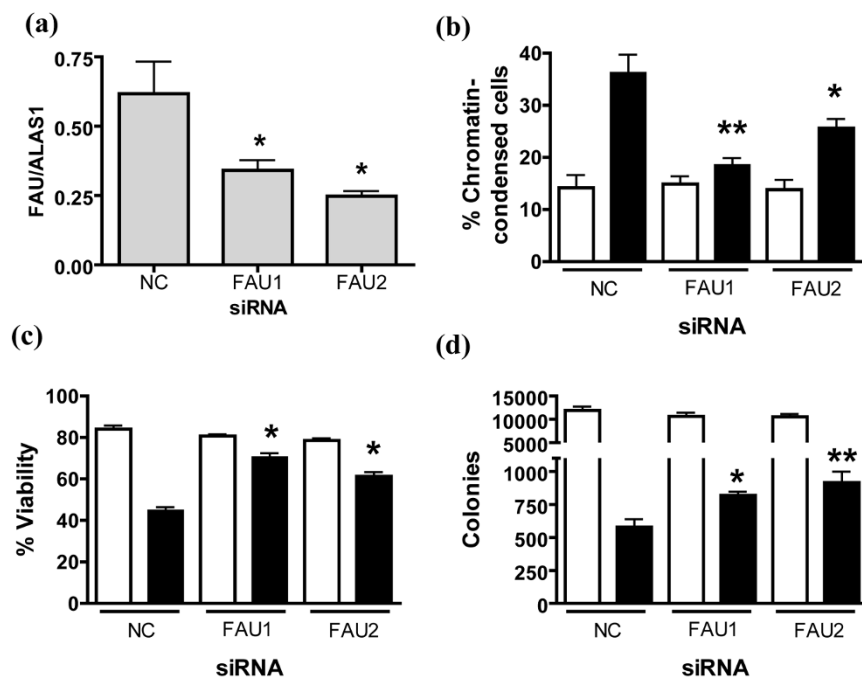 (a)
0.75
0.50
0.25
0.00
FAU/ALAS1
*
*
NC
FAU1
FAU2
siRNA
(b)
40
30
20
10
0
% Chromatin-
condensed cells
**
*
NC
FAU1
FAU2
siRNA
(c)
100
80
60
40
20
0
% Viability
*
*
NC
FAU1
FAU2
siRNA
(d)
15000
10000
5000
1000
750
500
250
0
Colonies
*
**
NC
FAU1
FAU2
siRNA